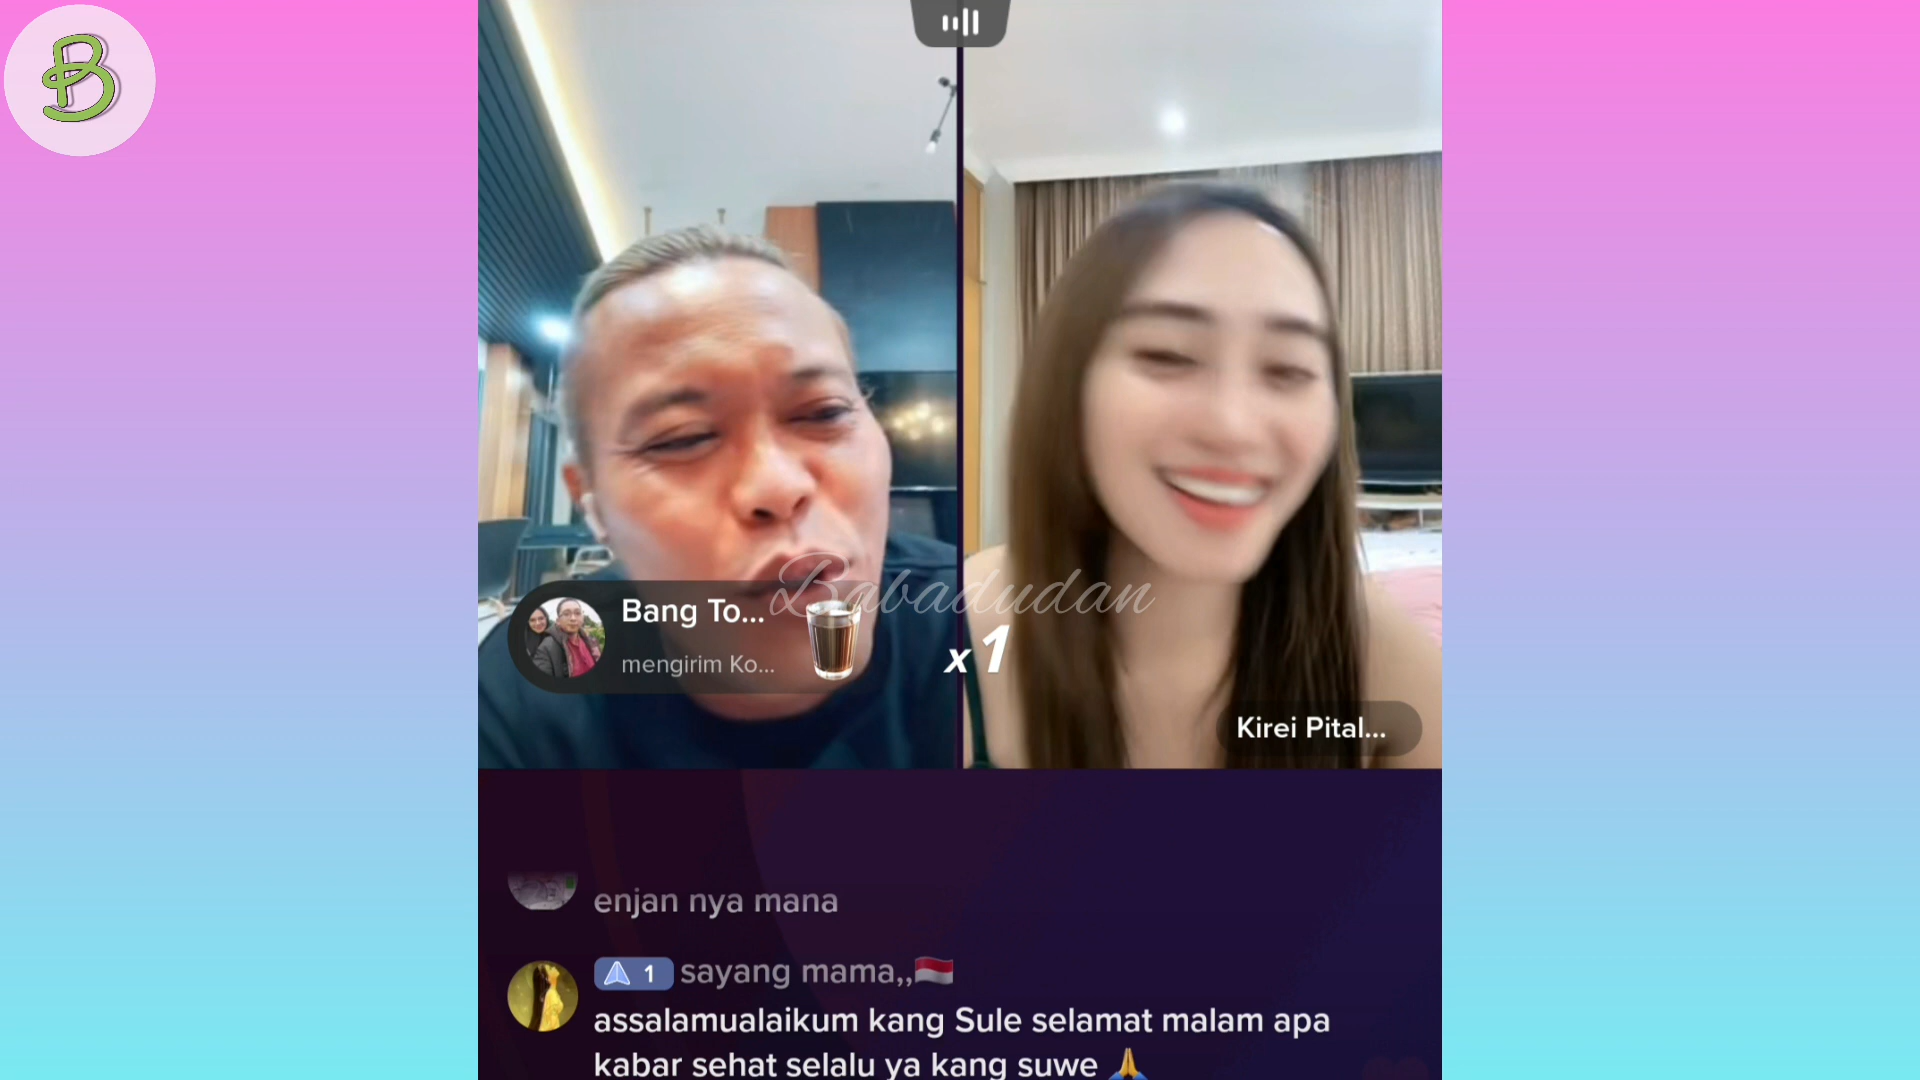 B
Babadudan
Bang To...
mengirim Ko...
x1
Kirei Pital...
enjan nya mana
1 sayang mama,,🇮🇩
assalamualaikum kang Sule selamat malam apa
kabar sehat selalu ya kang suwe 🙏